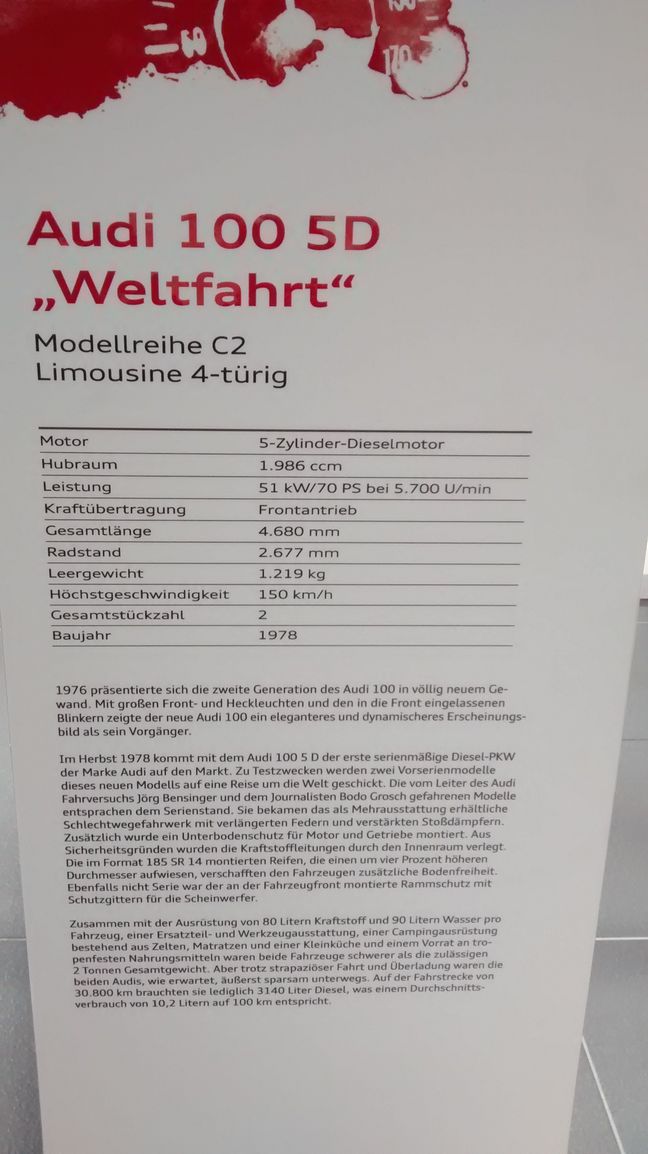 170
Audi 100 5D
„Weltfahrt“
Modellreihe C2
Limousine 4-türig
Motor 5-Zylinder-Dieselmotor
Hubraum 1.986 ccm
Leistung 51 kW/70 PS bei 5.700 U/min
Kraftübertragung Frontantrieb
Gesamtlänge 4.680 mm
Radstand 2.677 mm
Leergewicht 1.219 kg
Höchstgeschwindigkeit 150 km/h
Gesamtstückzahl 2
Baujahr 1978
1976 präsentierte sich die zweite Generation des Audi 100 in völlig neuem Ge-
wand. Mit großen Front- und Heckleuchten und den in die Front eingelassenen
Blinkern zeigte der neue Audi 100 ein eleganteres und dynamischeres Erscheinungs-
bild als sein Vorgänger.
Im Herbst 1978 kommt mit dem Audi 100 5 D der erste serienmäßige Diesel-PKW
der Marke Audi auf den Markt. Zu Testzwecken werden zwei Vorserienmodelle
dieses neuen Modells auf eine Reise um die Welt geschickt. Die vom Leiter des Audi
Fahrversuchs Jörg Bensinger und dem Journalisten Bodo Grosch gefahrenen Modelle
entsprachen dem Serienstand. Sie bekamen das als Mehrausstattung erhältliche
Schlechtwegefahrwerk mit verlängerten Federn und verstärkten Stoßdämpfern.
Zusätzlich wurde ein Unterbodenschutz für Motor und Getriebe montiert. Aus
Sicherheitsgründen wurden die Kraftstoffleitungen durch den Innenraum verlegt.
Die im Format 185 SR 14 montierten Reifen, die einen um vier Prozent höheren
Durchmesser aufwiesen, verschafften den Fahrzeugen zusätzliche Bodenfreiheit.
Ebenfalls nicht Serie war der an der Fahrzeugfront montierte Rammschutz mit
Schutzgittern für die Scheinwerfer.
Zusammen mit der Ausrüstung von 80 Litern Kraftstoff und 90 Litern Wasser pro
Fahrzeug, einer Ersatzteil- und Werkzeugausstattung, einer Campingausrüstung
bestehend aus Zelten, Matratzen und einer Kleinküche und einem Vorrat an tro-
penfesten Nahrungsmitteln waren beide Fahrzeuge schwerer als die zulässigen
2 Tonnen Gesamtgewicht. Aber trotz strapaziöser Fahrt und Überladung waren die
beiden Audis, wie erwartet, äußerst sparsam unterwegs. Auf der Fahrstrecke von
30.800 km brauchten sie lediglich 3140 Liter Diesel, was einem Durchschnitts-
verbrauch von 10,2 Litern auf 100 km entspricht.